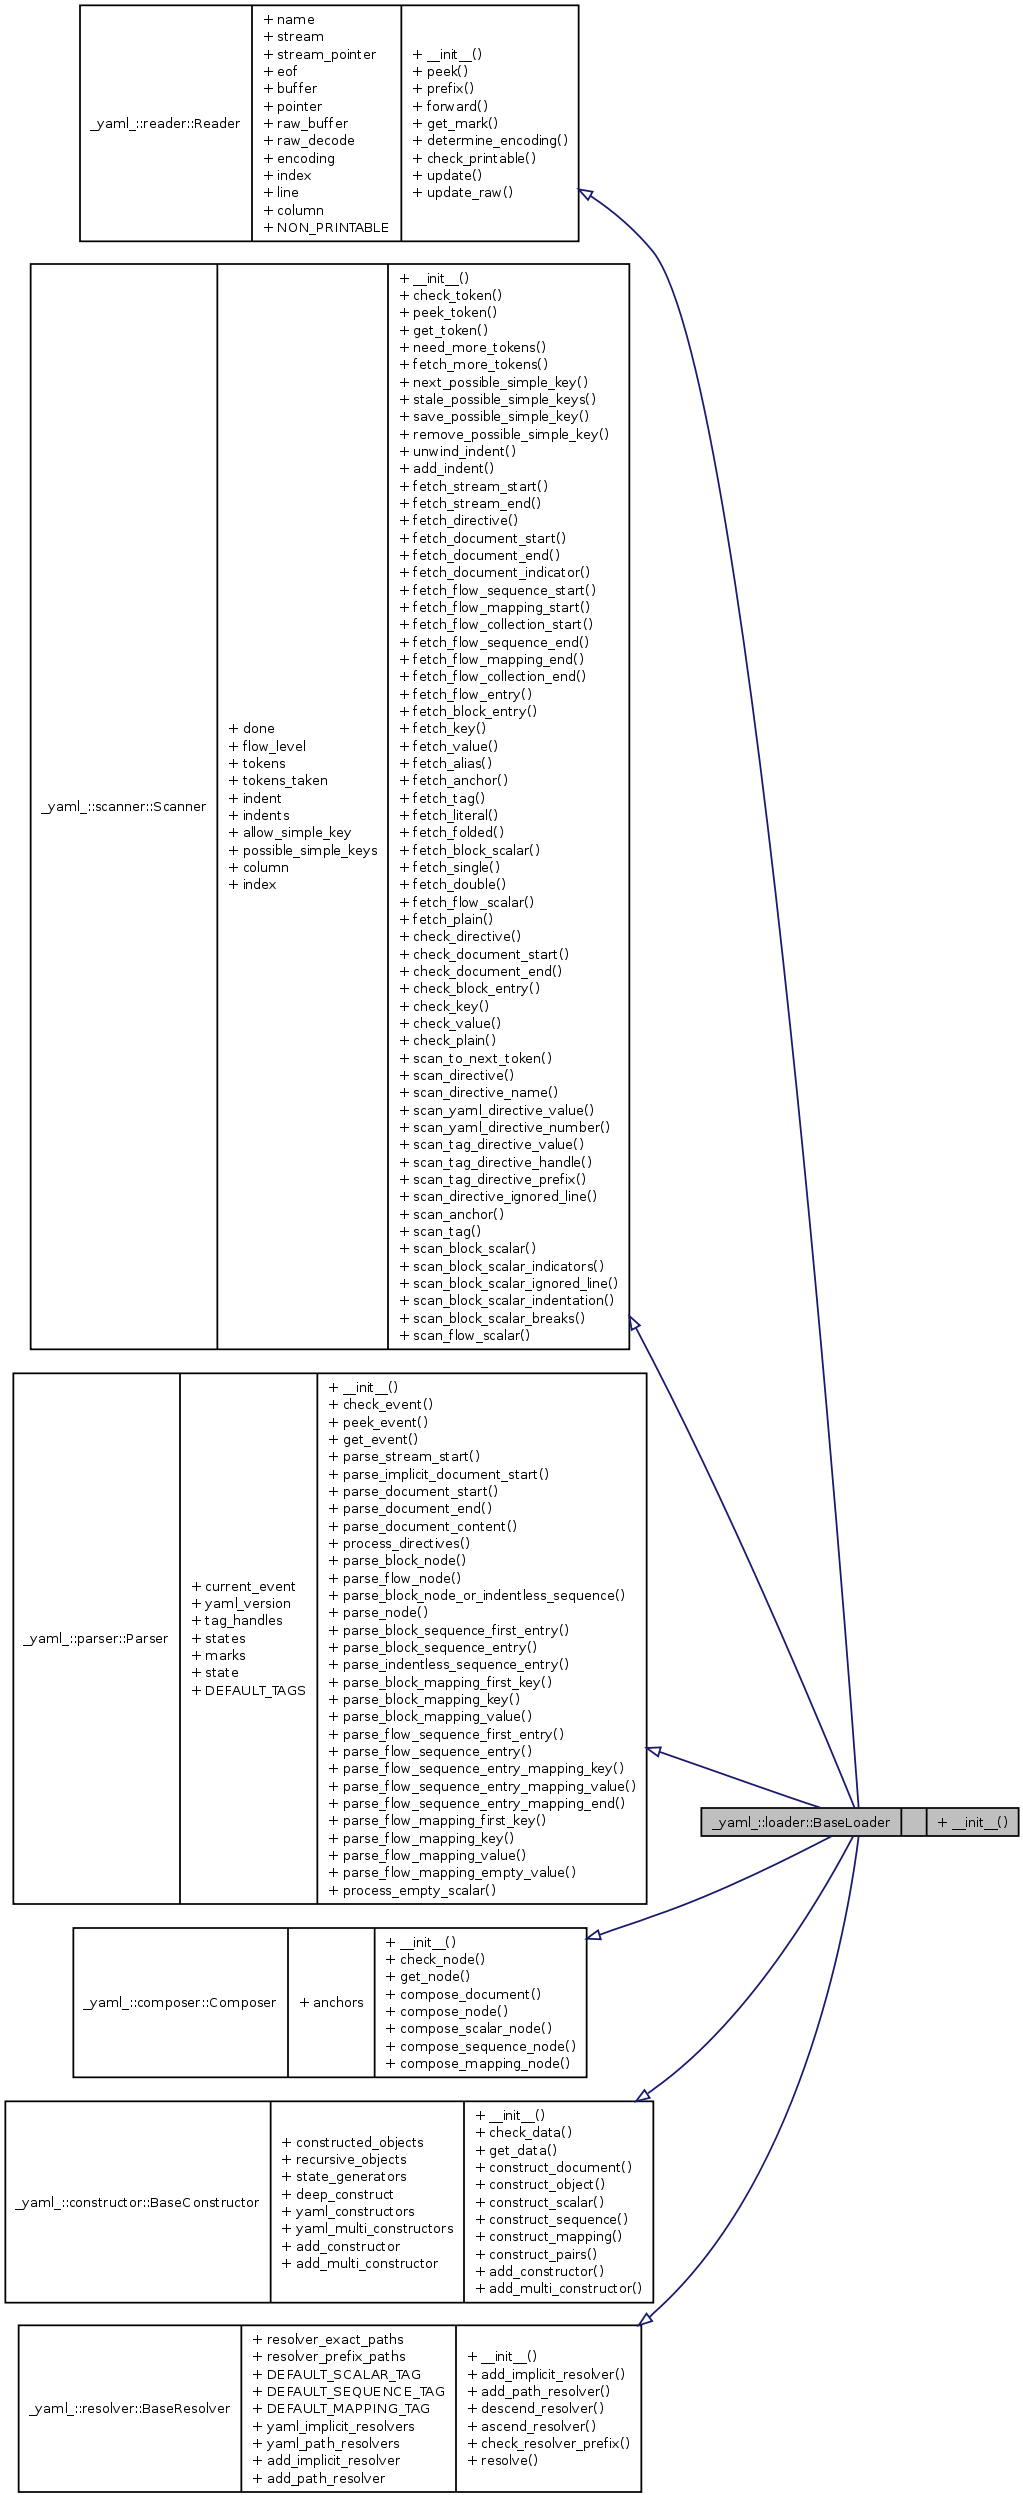 _yaml_::reader::Reader
+ name
+ stream
+ stream_pointer
+ eof
+ buffer
+ pointer
+ raw_buffer
+ raw_decode
+ encoding
+ index
+ line
+ column
+ NON_PRINTABLE
+ __init__()
+ peek()
+ prefix()
+ forward()
+ get_mark()
+ determine_encoding()
+ check_printable()
+ update()
+ update_raw()
_yaml_::scanner::Scanner
+ done
+ flow_level
+ tokens
+ tokens_taken
+ indent
+ indents
+ allow_simple_key
+ possible_simple_keys
+ column
+ index
+ __init__()
+ check_token()
+ peek_token()
+ get_token()
+ need_more_tokens()
+ fetch_more_tokens()
+ next_possible_simple_key()
+ stale_possible_simple_keys()
+ save_possible_simple_key()
+ remove_possible_simple_key()
+ unwind_indent()
+ add_indent()
+ fetch_stream_start()
+ fetch_stream_end()
+ fetch_directive()
+ fetch_document_start()
+ fetch_document_end()
+ fetch_document_indicator()
+ fetch_flow_sequence_start()
+ fetch_flow_mapping_start()
+ fetch_flow_collection_start()
+ fetch_flow_sequence_end()
+ fetch_flow_mapping_end()
+ fetch_flow_collection_end()
+ fetch_flow_entry()
+ fetch_block_entry()
+ fetch_key()
+ fetch_value()
+ fetch_alias()
+ fetch_anchor()
+ fetch_tag()
+ fetch_literal()
+ fetch_folded()
+ fetch_block_scalar()
+ fetch_single()
+ fetch_double()
+ fetch_flow_scalar()
+ fetch_plain()
+ check_directive()
+ check_document_start()
+ check_document_end()
+ check_block_entry()
+ check_key()
+ check_value()
+ check_plain()
+ scan_to_next_token()
+ scan_directive()
+ scan_directive_name()
+ scan_yaml_directive_value()
+ scan_yaml_directive_number()
+ scan_tag_directive_value()
+ scan_tag_directive_handle()
+ scan_tag_directive_prefix()
+ scan_directive_ignored_line()
+ scan_anchor()
+ scan_tag()
+ scan_block_scalar()
+ scan_block_scalar_indicators()
+ scan_block_scalar_ignored_line()
+ scan_block_scalar_indentation()
+ scan_block_scalar_breaks()
+ scan_flow_scalar()
_yaml_::parser::Parser
+ current_event
+ yaml_version
+ tag_handles
+ states
+ marks
+ state
+ DEFAULT_TAGS
+ __init__()
+ check_event()
+ peek_event()
+ get_event()
+ parse_stream_start()
+ parse_implicit_document_start()
+ parse_document_start()
+ parse_document_end()
+ parse_document_content()
+ process_directives()
+ parse_block_node()
+ parse_flow_node()
+ parse_block_node_or_indentless_sequence()
+ parse_node()
+ parse_block_sequence_first_entry()
+ parse_block_sequence_entry()
+ parse_indentless_sequence_entry()
+ parse_block_mapping_first_key()
+ parse_block_mapping_key()
+ parse_block_mapping_value()
+ parse_flow_sequence_first_entry()
+ parse_flow_sequence_entry()
+ parse_flow_sequence_entry_mapping_key()
+ parse_flow_sequence_entry_mapping_value()
+ parse_flow_sequence_entry_mapping_end()
+ parse_flow_mapping_first_key()
+ parse_flow_mapping_key()
+ parse_flow_mapping_value()
+ parse_flow_mapping_empty_value()
+ process_empty_scalar()
_yaml_::loader::BaseLoader
+ __init__()
_yaml_::composer::Composer
+ anchors
+ __init__()
+ check_node()
+ get_node()
+ compose_document()
+ compose_node()
+ compose_scalar_node()
+ compose_sequence_node()
+ compose_mapping_node()
_yaml_::constructor::BaseConstructor
+ constructed_objects
+ recursive_objects
+ state_generators
+ deep_construct
+ yaml_constructors
+ yaml_multi_constructors
+ add_constructor
+ add_multi_constructor
+ __init__()
+ check_data()
+ get_data()
+ construct_document()
+ construct_object()
+ construct_scalar()
+ construct_sequence()
+ construct_mapping()
+ construct_pairs()
+ add_constructor()
+ add_multi_constructor()
_yaml_::resolver::BaseResolver
+ resolver_exact_paths
+ resolver_prefix_paths
+ DEFAULT_SCALAR_TAG
+ DEFAULT_SEQUENCE_TAG
+ DEFAULT_MAPPING_TAG
+ yaml_implicit_resolvers
+ yaml_path_resolvers
+ add_implicit_resolver
+ add_path_resolver
+ __init__()
+ add_implicit_resolver()
+ add_path_resolver()
+ descend_resolver()
+ ascend_resolver()
+ check_resolver_prefix()
+ resolve()